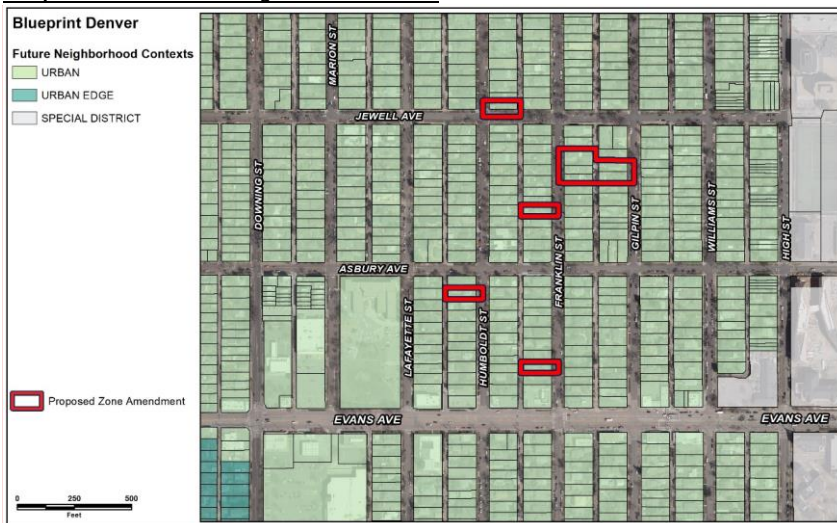 Blueprint Denver
Future Neighborhood Contexts
URBAN
URBAN EDGE
SPECIAL DISTRICT
MARION ST
JEWELL AVE
DOWNING ST
GILPIN ST
WILLIAMS ST
HIGH ST
FRANKLIN ST
ASBURY AVE
LAFAYETTE ST
HUMBOLDT ST
Proposed Zone Amendment
EVANS AVE
EVANS AVE
0 250 500
Feet